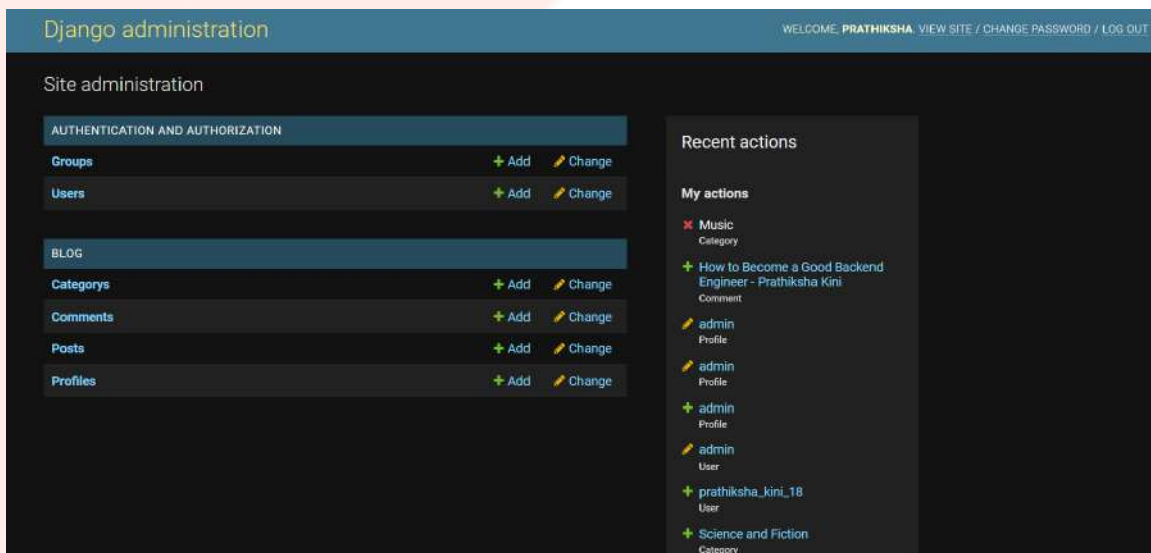 Django administration
WELCOME, PRATHIKSHA. VIEW SITE / CHANGE PASSWORD / LOG OUT
Site administration
AUTHENTICATION AND AUTHORIZATION
Groups + Add Change
Users + Add Change
BLOG
Categorys + Add Change
Comments + Add Change
Posts + Add Change
Profiles + Add Change
Recent actions
My actions
Music
Category
How to Become a Good Backend
Engineer - Prathiksha Kini
Comment
admin
Profile
admin
Profile
admin
Profile
admin
User
prathiksha_kini_18
User
Science and Fiction
Category